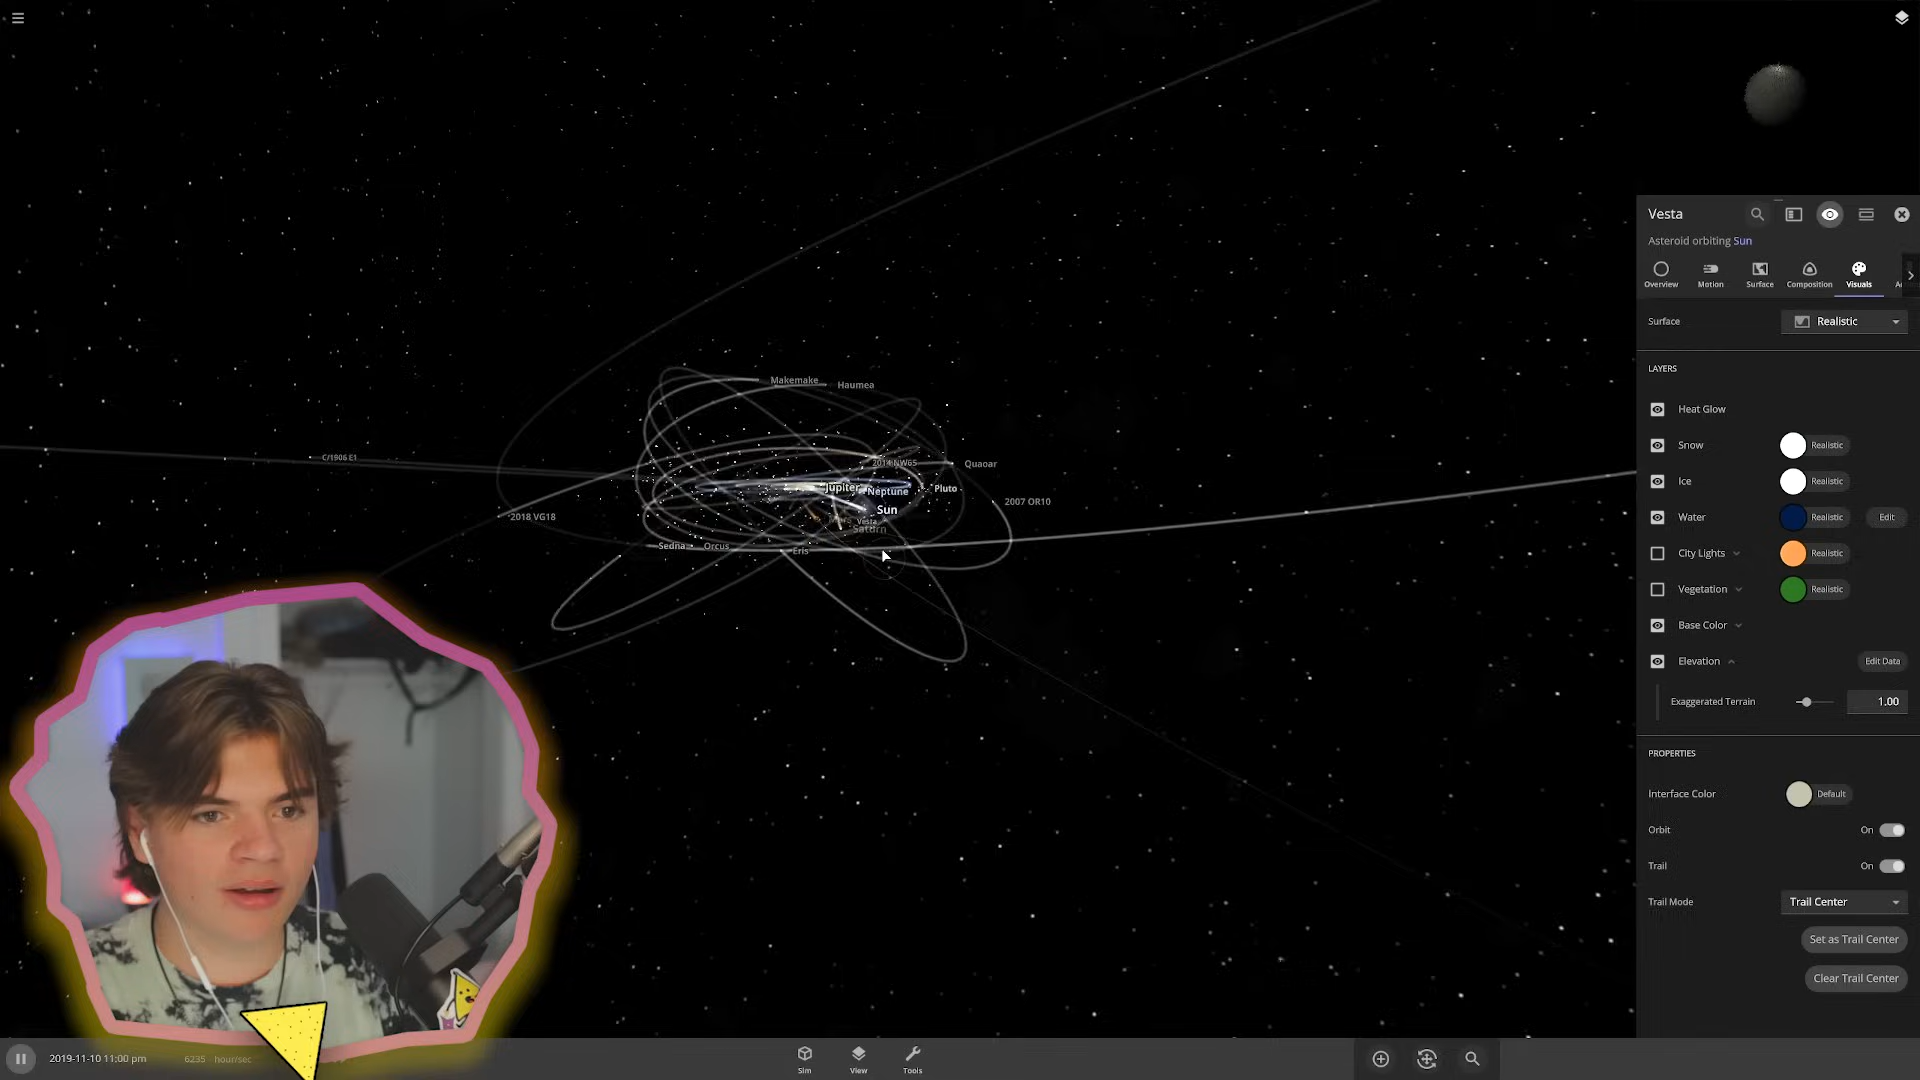 Vesta
Asteroid orbiting Sun
Overview
Motion
Surface
Composition
Visuals
Surface
Realistic
LAYERS
Heat Glow
Snow
Realistic
Ice
Realistic
Water
Realistic
Edit
City Lights
Realistic
Vegetation
Realistic
Base Color
Elevation
Edit Data
Exaggerated Terrain
1.00
PROPERTIES
Interface Color
Default
Orbit
On
Trail
On
Trail Mode
Trail Center
Set as Trail Center
Clear Trail Center
Makemake
Haumea
C/1906 E1
2014 NW65
Quaoar
Jupiter
Neptune
Pluto
2007 OR10
Sun
2018 VG18
Vesta
Saturn
Sedna
Orcus
Eris
2019-11-10 11:00 pm
6235 hour/sec
Sim
View
Tools